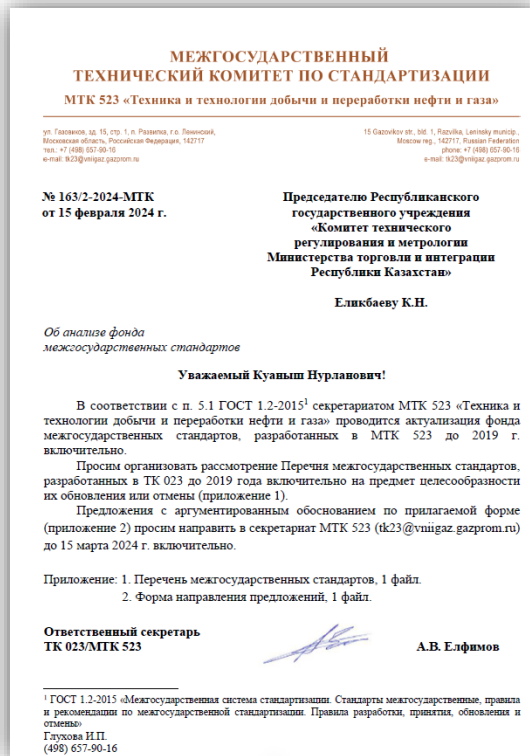 МЕЖГОСУДАРСТВЕННЫЙ
ТЕХНИЧЕСКИЙ КОМИТЕТ ПО СТАНДАРТИЗАЦИИ
МТК 523 «Техника и технологии добычи и переработки нефти и газа»
ул. Газовиков, зд. 15, стр. 1, п. Развилка, г.о. Ленинский,
Московская область, Российская Федерация, 142717
тел.: +7 (498) 657-90-16
e-mail: tk23@vniigaz.gazprom.ru
15 Gazovikov str., bld. 1, Razvilka, Leninsky municip.,
Moscow reg., 142717, Russian Federation
phone: +7 (498) 657-90-16
e-mail: tk23@vniigaz.gazprom.ru
№ 163/2-2024-МТК
от 15 февраля 2024 г.
Председателю Республиканского
государственного учреждения
«Комитет технического
регулирования и метрологии
Министерства торговли и интеграции
Республики Казахстан»
Еликбаеву К.Н.
Об анализе фонда
межгосударственных стандартов
Уважаемый Куаныш Нурланович!
В соответствии с п. 5.1 ГОСТ 1.2-2015¹ секретариатом МТК 523 «Техника и
технологии добычи и переработки нефти и газа» проводится актуализация фонда
межгосударственных стандартов, разработанных в МТК 523 до 2019 г.
включительно.
Просим организовать рассмотрение Перечня межгосударственных стандартов,
разработанных в ТК 023 до 2019 года включительно на предмет целесообразности
их обновления или отмены (приложение 1).
Предложения с аргументированным обоснованием по прилагаемой форме
(приложение 2) просим направить в секретариат МТК 523 (tk23@vniigaz.gazprom.ru)
до 15 марта 2024 г. включительно.
Приложение: 1. Перечень межгосударственных стандартов, 1 файл.
2. Форма направления предложений, 1 файл.
Ответственный секретарь
ТК 023/МТК 523
А.В. Елфимов
¹ ГОСТ 1.2-2015 «Межгосударственная система стандартизации. Стандарты межгосударственные, правила
и рекомендации по межгосударственной стандартизации. Правила разработки, принятия, обновления и
отмены»
Глухова И.П.
(498) 657-90-16